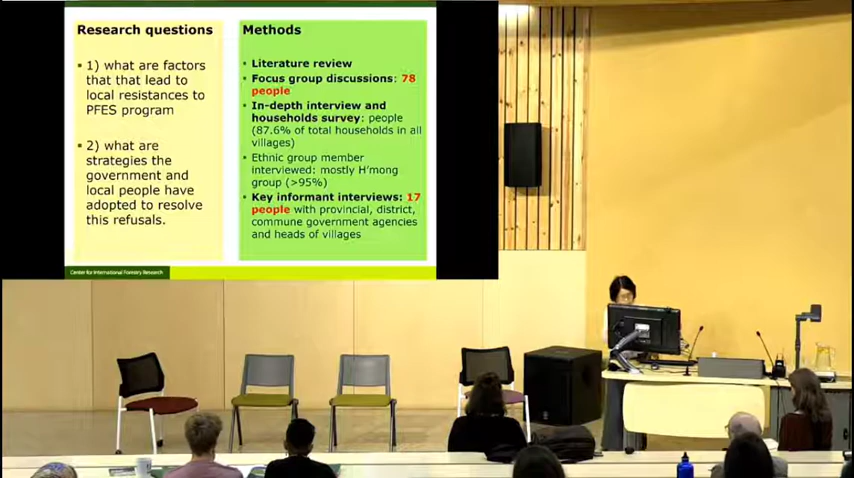 Research questions
1) what are factors
that that lead to
local resistances to
PFES program
2) what are
strategies the
government and
local people have
adopted to resolve
this refusals.
Methods
Literature review
Focus group discussions: 78
people
In-depth interview and
households survey: people
(87.6% of total households in all
villages)
Ethnic group member
interviewed: mostly H'mong
group (>95%)
Key informant interviews: 17
people with provincial, district,
commune government agencies
and heads of villages
Center for International Forestry Research